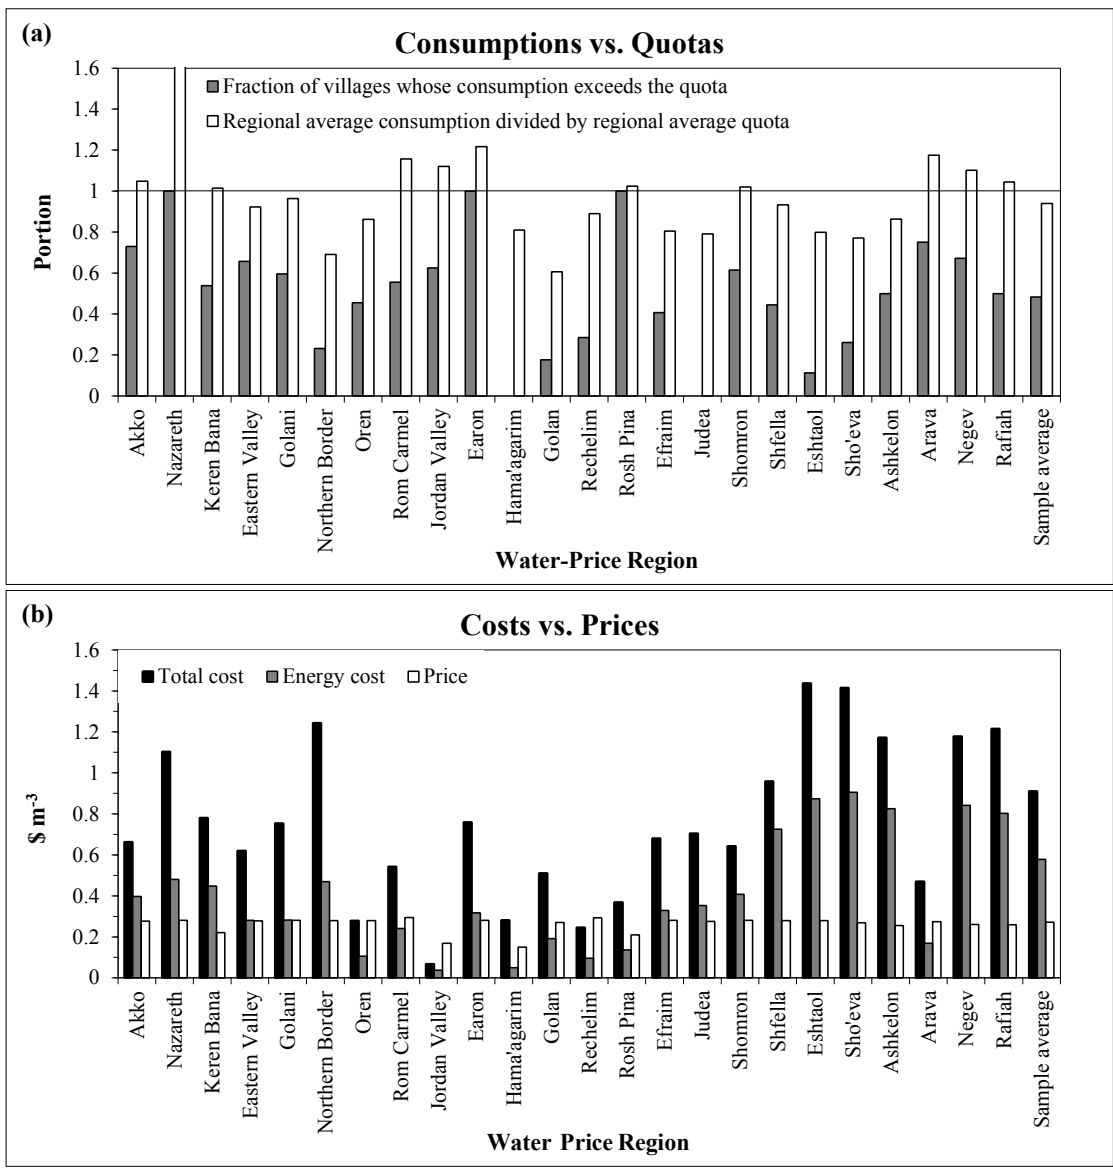 (a)
Consumptions vs. Quotas
1.6
1.4
1.2
1
0.8
0.6
0.4
0.2
0
Portion
Fraction of villages whose consumption exceeds the quota
Regional average consumption divided by regional average quota
Akko
Nazareth
Keren Bana
Eastern Valley
Golani
Northern Border
Oren
Rom Carmel
Jordan Valley
Earon
Hama'agarim
Golan
Rechelim
Rosh Pina
Efraim
Judea
Shomron
Shfella
Eshtaol
Sho'eva
Ashkelon
Arava
Negev
Rafiah
Sample average
Water-Price Region
(b)
Costs vs. Prices
1.6
1.4
1.2
1
0.8
0.6
0.4
0.2
0
$ m-3
Total cost Energy cost Price
Akko
Nazareth
Keren Bana
Eastern Valley
Golani
Northern Border
Oren
Rom Carmel
Jordan Valley
Earon
Hama'agarim
Golan
Rechelim
Rosh Pina
Efraim
Judea
Shomron
Shfella
Eshtaol
Sho'eva
Ashkelon
Arava
Negev
Rafiah
Sample average
Water Price Region